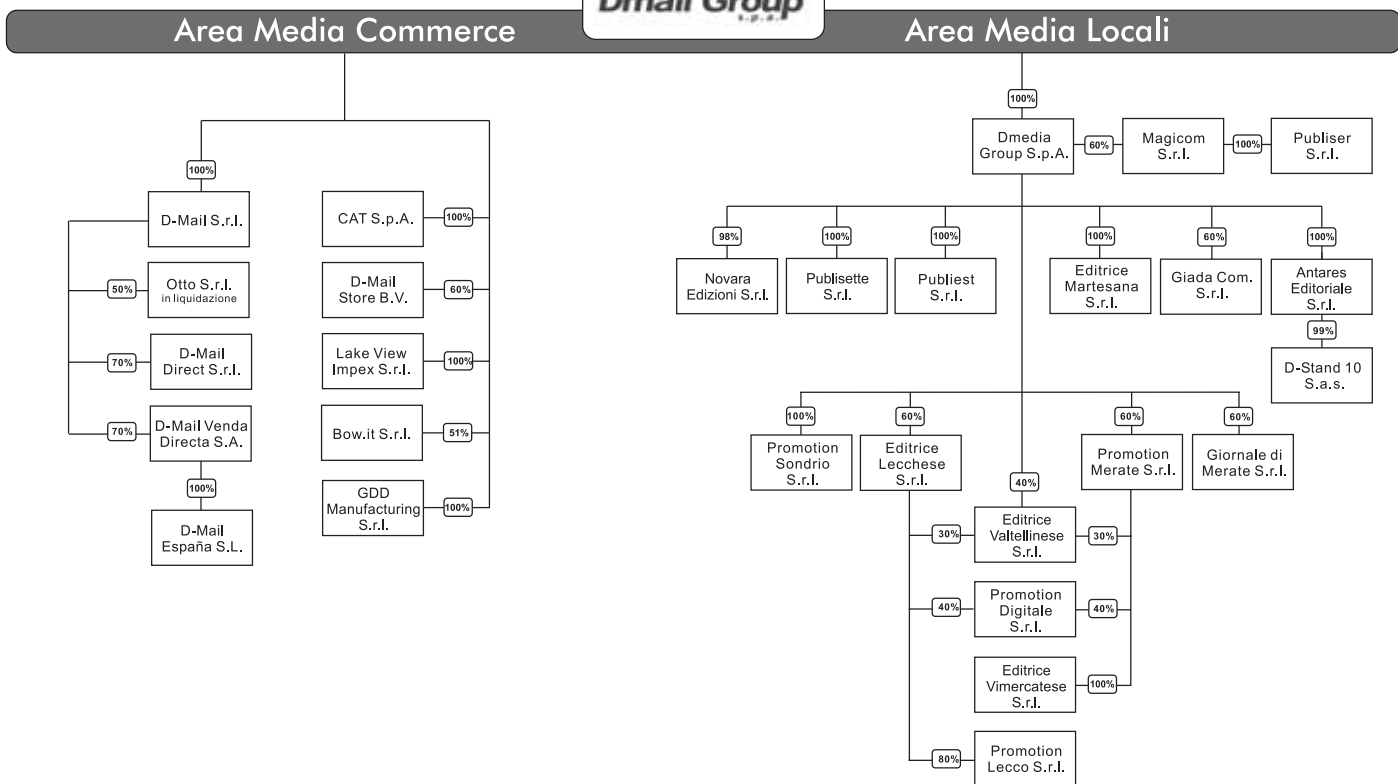 Dmail Group
s.p.a.
Area Media Commerce
Area Media Locali
100%
D-Mail S.r.l.
50%
Otto S.r.l.
in liquidazione
70%
D-Mail
Direct S.r.l.
70%
D-Mail Venda
Directa S.A.
100%
D-Mail
España S.L.
CAT S.p.A.
100%
D-Mail
Store B.V.
60%
Lake View
Impex S.r.l.
100%
Bow.it S.r.l.
51%
GDD
Manufacturing
S.r.l.
100%
100%
Dmedia
Group S.p.A.
60%
Magicom
S.r.l.
100%
Publiser
S.r.l.
98%
Novara
Edizioni S.r.l.
100%
Publisette
S.r.l.
100%
Publiest
S.r.l.
100%
Editrice
Martesana
S.r.l.
60%
Giada Com.
S.r.l.
100%
Antares
Editoriale
S.r.l.
99%
D-Stand 10
S.a.s.
100%
Promotion
Sondrio
S.r.l.
60%
Editrice
Lecchese
S.r.l.
60%
Promotion
Merate S.r.l.
60%
Giornale di
Merate S.r.l.
40%
30%
Editrice
Valtellinese
S.r.l.
30%
40%
Promotion
Digitale
S.r.l.
40%
Editrice
Vimercatese
S.r.l.
100%
80%
Promotion
Lecco S.r.l.